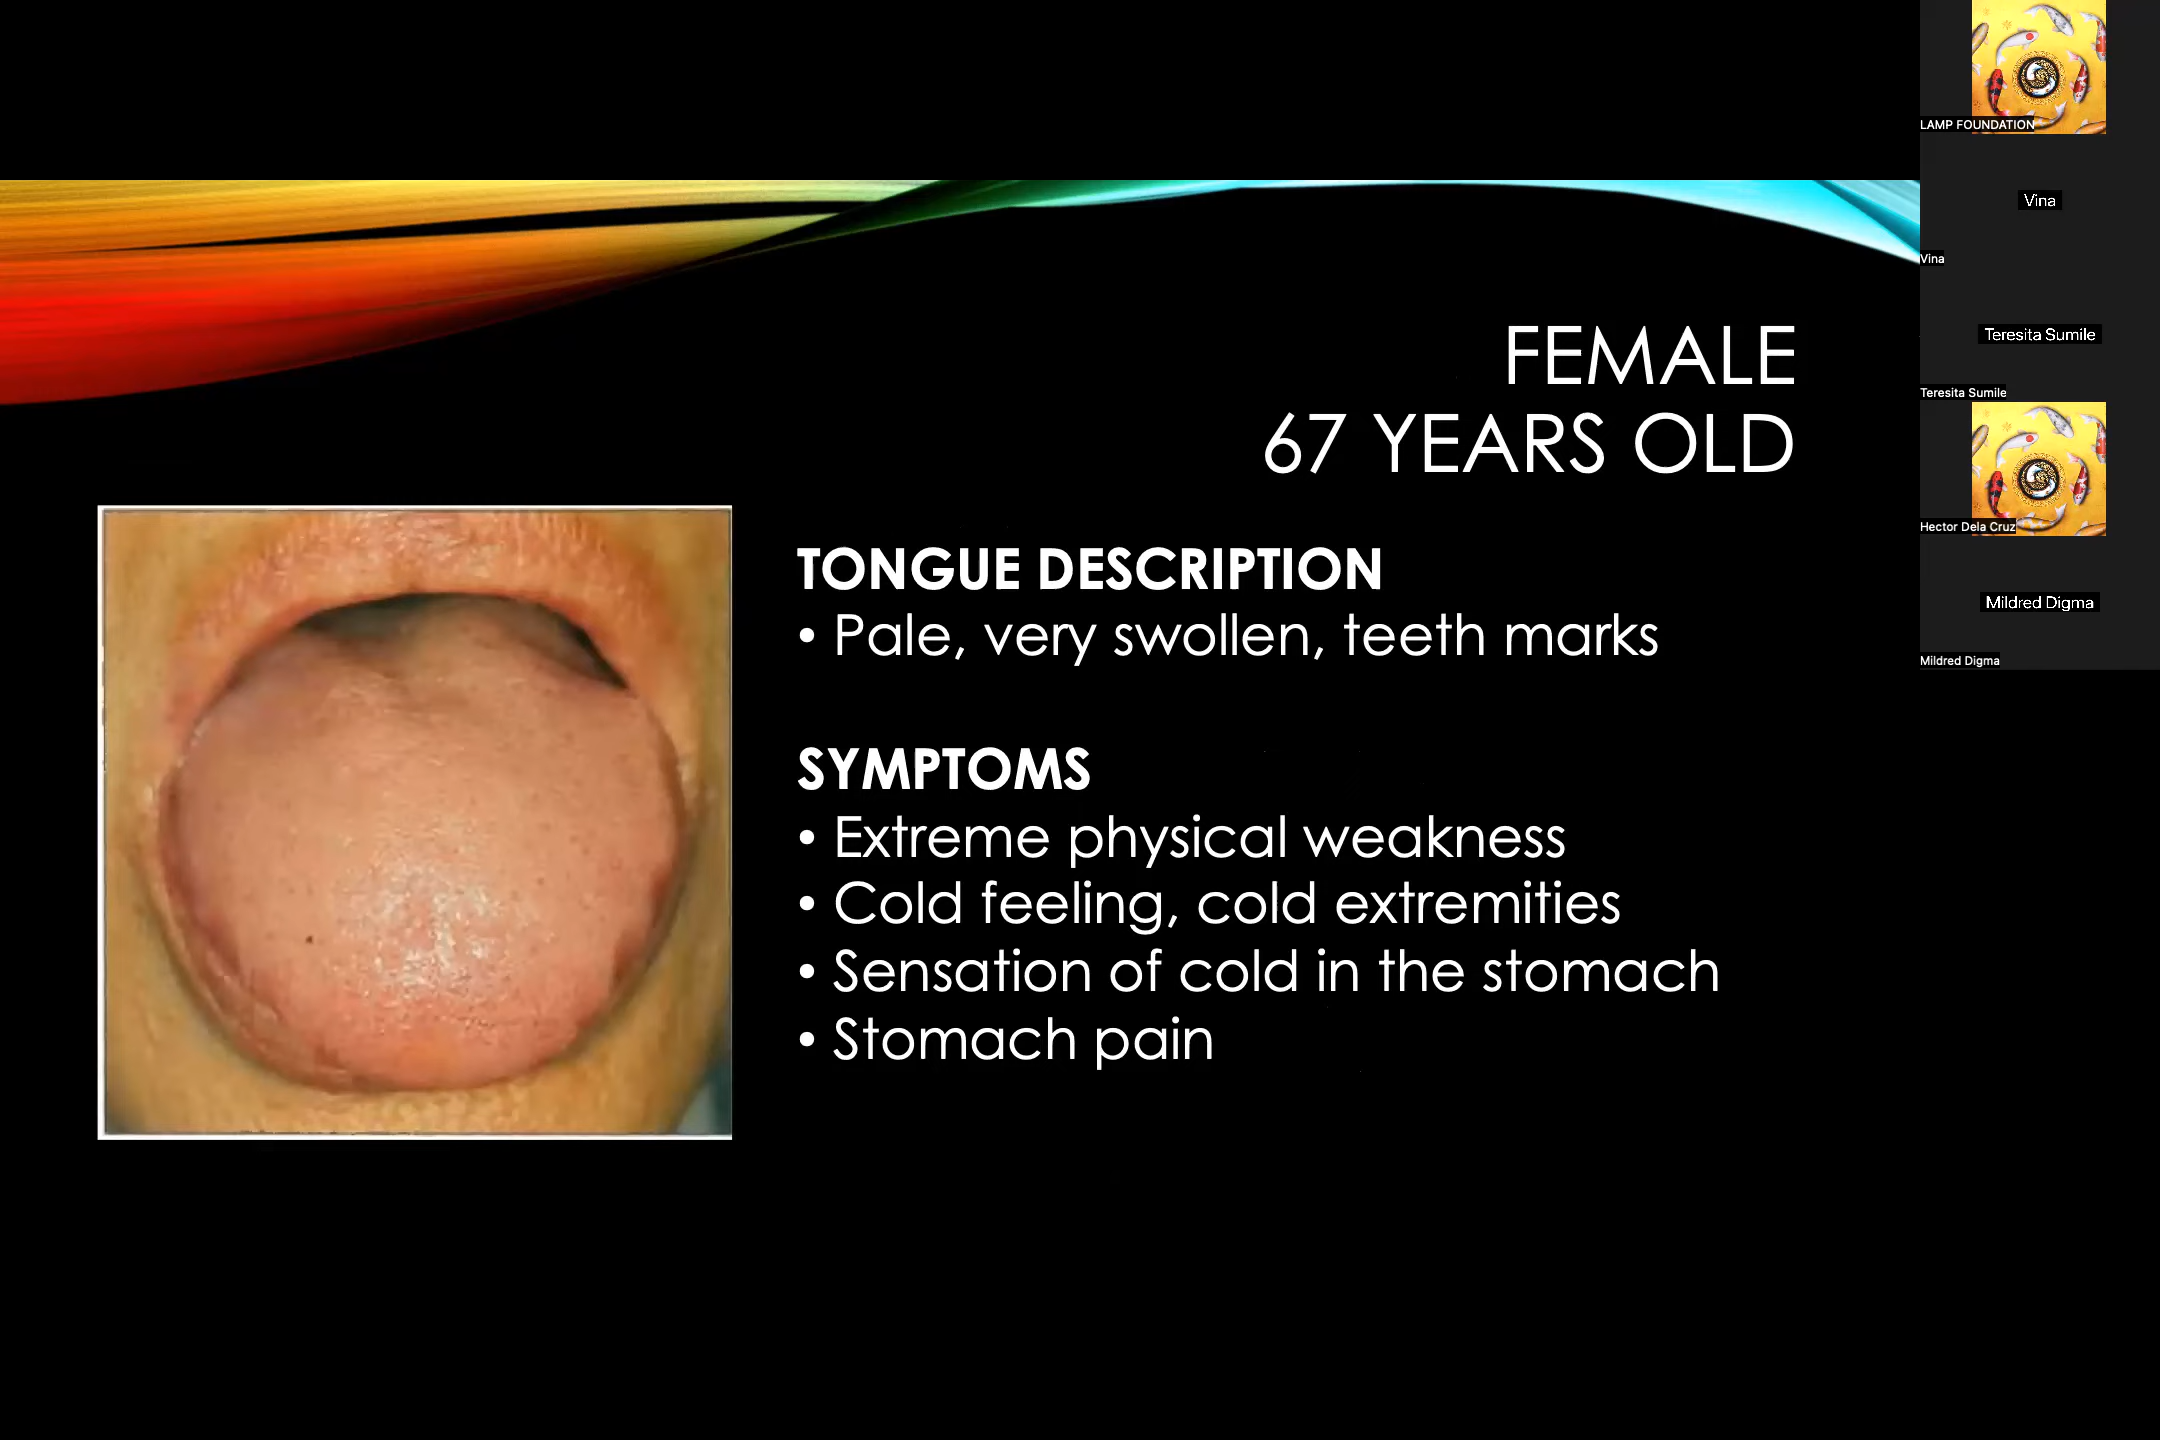 FEMALE
67 YEARS OLD
TONGUE DESCRIPTION
• Pale, very swollen, teeth marks
SYMPTOMS
• Extreme physical weakness
• Cold feeling, cold extremities
• Sensation of cold in the stomach
• Stomach pain
LAMP FOUNDATION
Vina
Vina
Teresita Sumile
Teresita Sumile
Hector Dela Cruz
Mildred Digma
Mildred Digma